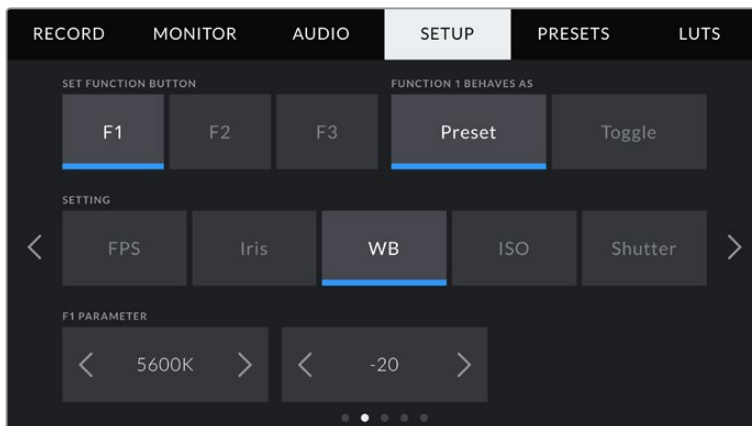 RECORD MONITOR AUDIO SETUP PRESETS LUTS
SET FUNCTION BUTTON FUNCTION 1 BEHAVES AS
F1 F2 F3 Preset Toggle
SETTING
FPS Iris WB ISO Shutter
F1 PARAMETER
5600K -20